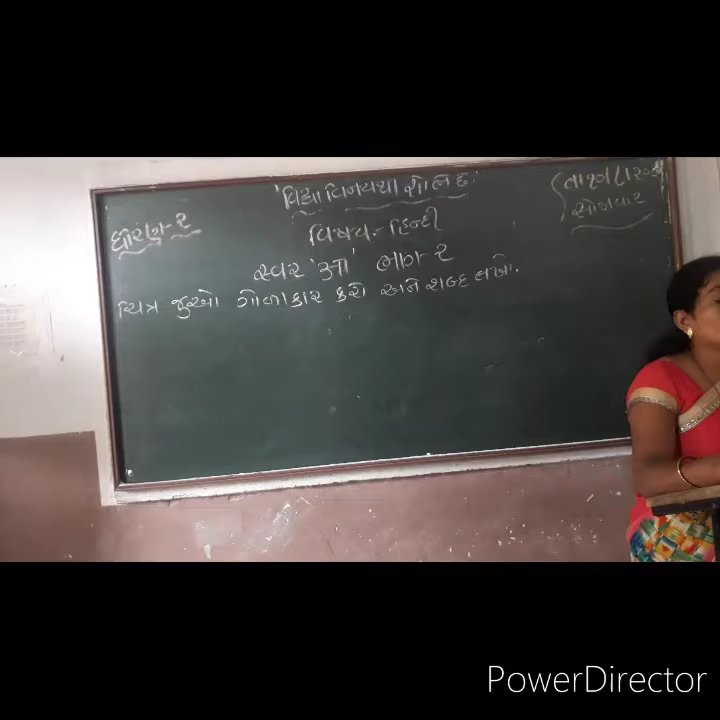 'વિદ્યા વિનયથી શોભે છે'
સોમવાર
ધોરણ-૨
વિષય:- હિન્દી
સ્વર 'ઓ' ભાગ ૨
ચિત્ર જુઓ ગોળાકાર કરો અને શબ્દ લખો.
PowerDirector